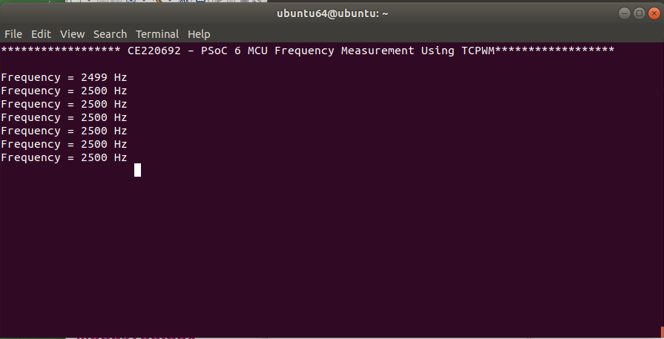 ubuntu64@ubuntu: ~
File Edit View Search Terminal Help
****************** CE220692 - PSoC 6 MCU Frequency Measurement Using TCPWM******************
Frequency = 2499 Hz
Frequency = 2500 Hz
Frequency = 2500 Hz
Frequency = 2500 Hz
Frequency = 2500 Hz
Frequency = 2500 Hz
Frequency = 2500 Hz